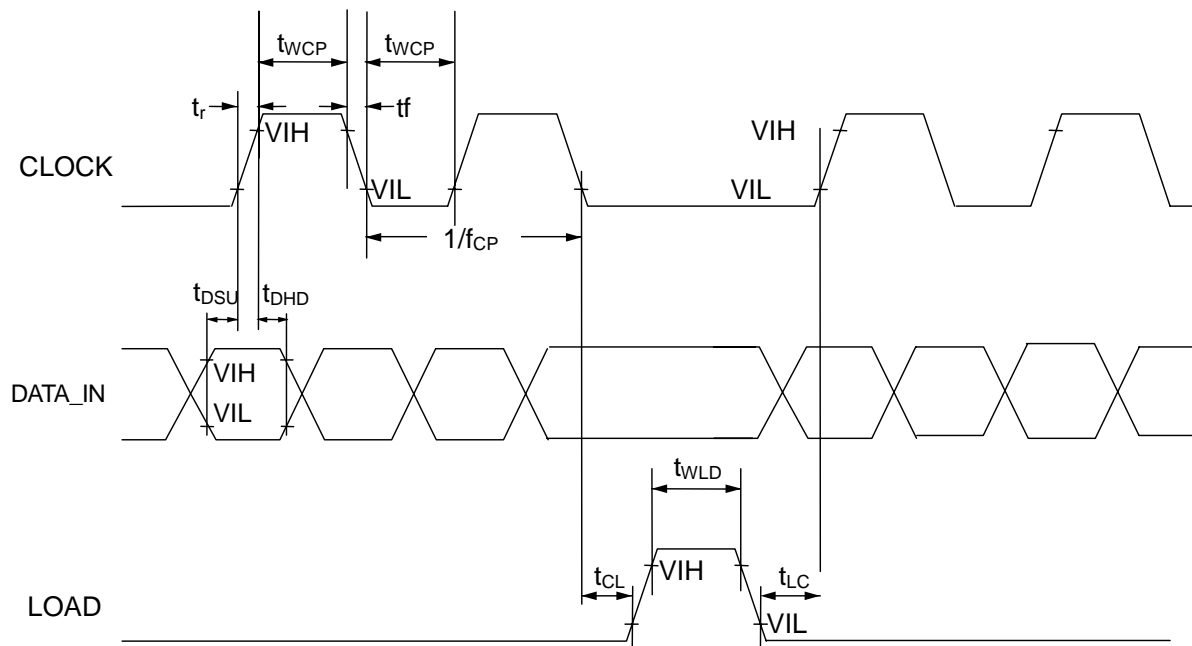 tWCP tWCP
tr tf
VIH VIH
CLOCK
VIL VIL
1/fCP
tDSU tDHD
VIH
DATA_IN
VIL
tWLD
tCL VIH tLC
LOAD
VIL